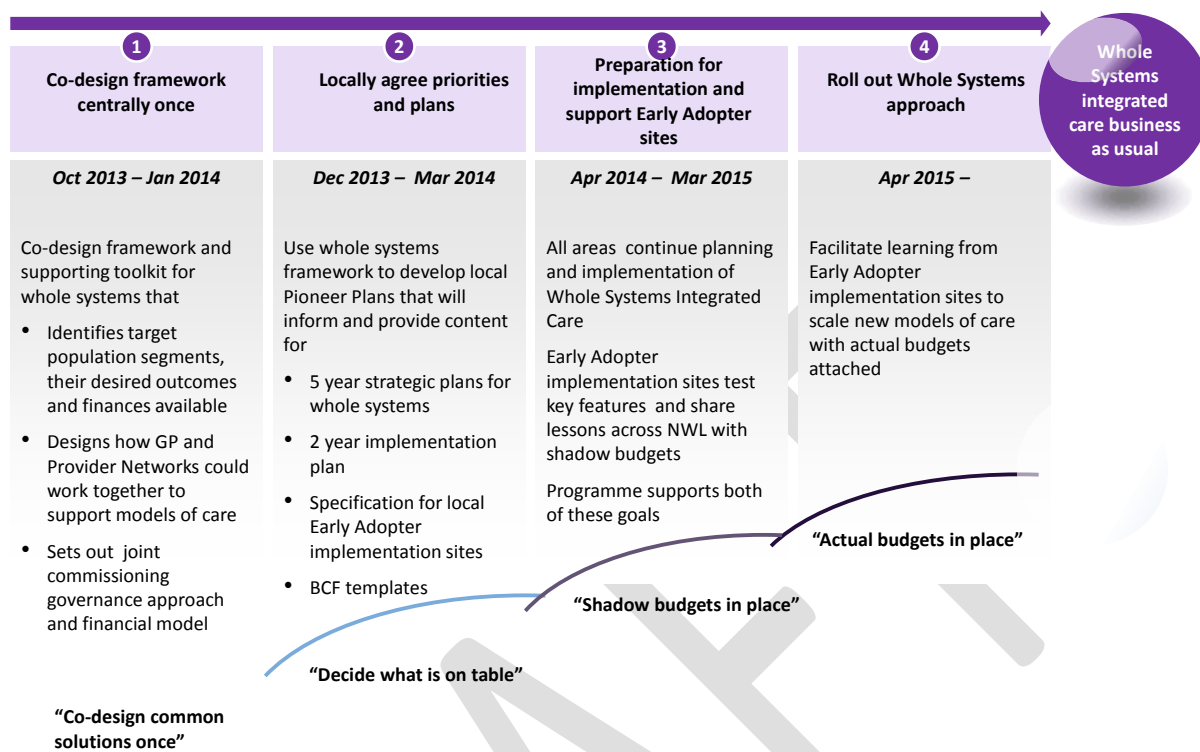 1
Co-design framework
centrally once
2
Locally agree priorities
and plans
3
Preparation for
implementation and
support Early Adopter
sites
4
Roll out Whole Systems
approach
Whole
Systems
integrated
care business
as usual
Oct 2013 – Jan 2014
Co-design framework and
supporting toolkit for
whole systems that
• Identifies target
population segments,
their desired outcomes
and finances available
• Designs how GP and
Provider Networks could
work together to
support models of care
• Sets out joint
commissioning
governance approach
and financial model
Dec 2013 – Mar 2014
Use whole systems
framework to develop local
Pioneer Plans that will
inform and provide content
for
• 5 year strategic plans for
whole systems
• 2 year implementation
plan
• Specification for local
Early Adopter
implementation sites
• BCF templates
Apr 2014 – Mar 2015
All areas continue planning
and implementation of
Whole Systems Integrated
Care
Early Adopter
implementation sites test
key features and share
lessons across NWL with
shadow budgets
Programme supports both
of these goals
Apr 2015 –
Facilitate learning from
Early Adopter
implementation sites to
scale new models of care
with actual budgets
attached
“Actual budgets in place”
“Shadow budgets in place”
“Decide what is on table”
“Co-design common
solutions once”